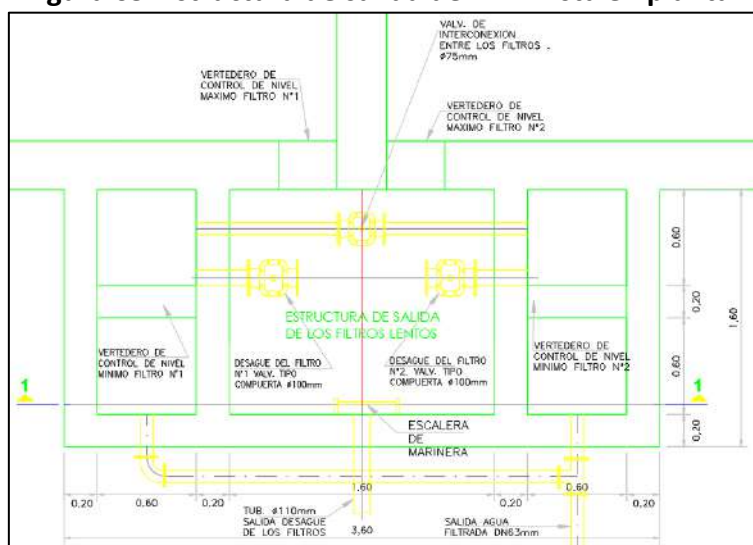 VALV. DE
INTERCONEXION
ENTRE LOS FILTROS .
ø75mm
VERTEDERO DE
CONTROL DE NIVEL
MAXIMO FILTRO N°1
VERTEDERO DE
CONTROL DE NIVEL
MAXIMO FILTRO N°2
0,60
0,20
1,60
0,60
0,20
ESTRUCTURA DE SALIDA
DE LOS FILTROS LENTOS
VERTEDERO DE
CONTROL DE NIVEL
MINIMO FILTRO N°1
DESAGUE DEL FILTRO
N°1 VALV. TIPO
COMPUERTA ø100mm
DESAGUE DEL FILTRO
N°2. VALV. TIPO
COMPUERTA ø100mm
VERTEDERO DE
CONTROL DE NIVEL
MINIMO FILTRO N°2
1
1
ESCALERA
DE
MARINERA
0,20
0,60
0,20
1,60
0,20
0,60
0,20
TUB. ø110mm
SALIDA DESAGUE
DE LOS FILTROS
3,60
SALIDA AGUA
FILTRADA DN63mm